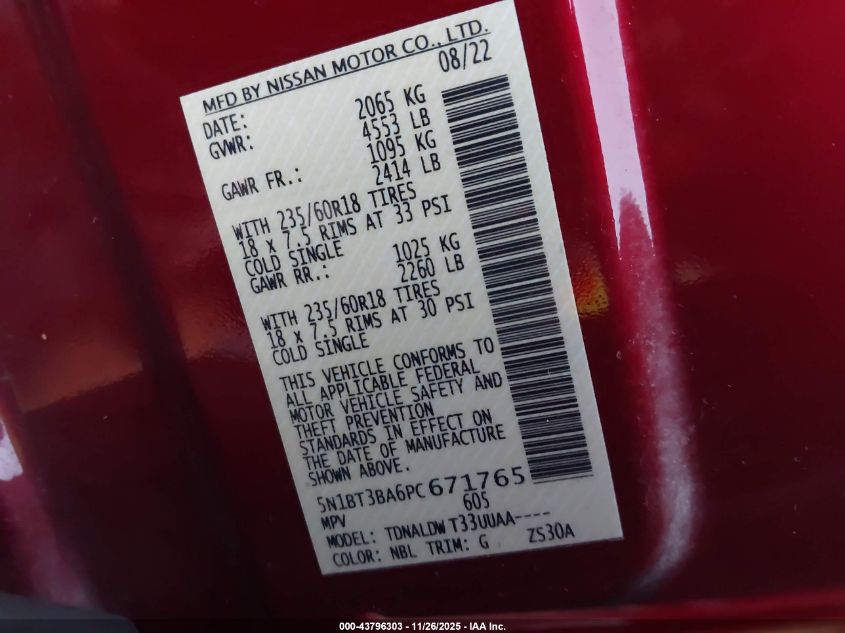 MFD BY NISSAN MOTOR CO., LTD.
DATE: 08/22
GVWR: 2065 KG
4553 LB
GAWR FR.: 1095 KG
2414 LB
WITH 235/60R18 TIRES
18 x 7.5 RIMS AT 33 PSI
COLD SINGLE
GAWR RR.: 1025 KG
2260 LB
WITH 235/60R18 TIRES
18 x 7.5 RIMS AT 30 PSI
COLD SINGLE
THIS VEHICLE CONFORMS TO
ALL APPLICABLE FEDERAL
MOTOR VEHICLE SAFETY AND
THEFT PREVENTION
STANDARDS IN EFFECT ON
THE DATE OF MANUFACTURE
SHOWN ABOVE.
5N1BT3BA6PC671765
MPV 605
MODEL: TDNALDW T33UUAA----
COLOR: NBL TRIM: G ZS30A
000-43796303 - 11/26/2025 - IAA Inc.